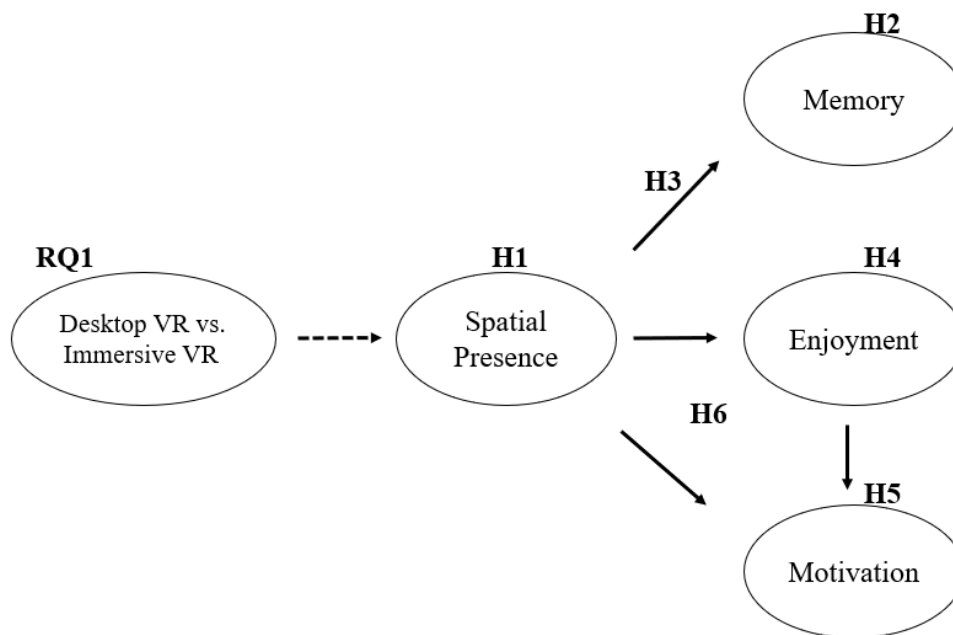 H2
Memory
H3
RQ1
H1
H4
Desktop VR vs.
Immersive VR
Spatial
Presence
Enjoyment
H6
H5
Motivation